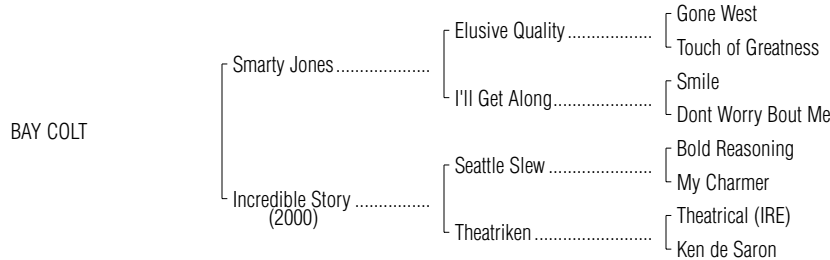 Gone West
Elusive Quality ..................
Touch of Greatness
Smarty Jones ....................
Smile
I'll Get Along .....................
Dont Worry Bout Me
BAY COLT
Bold Reasoning
Seattle Slew ......................
My Charmer
Incredible Story ................
(2000)
Theatrical (IRE)
Theatriken .........................
Ken de Saron